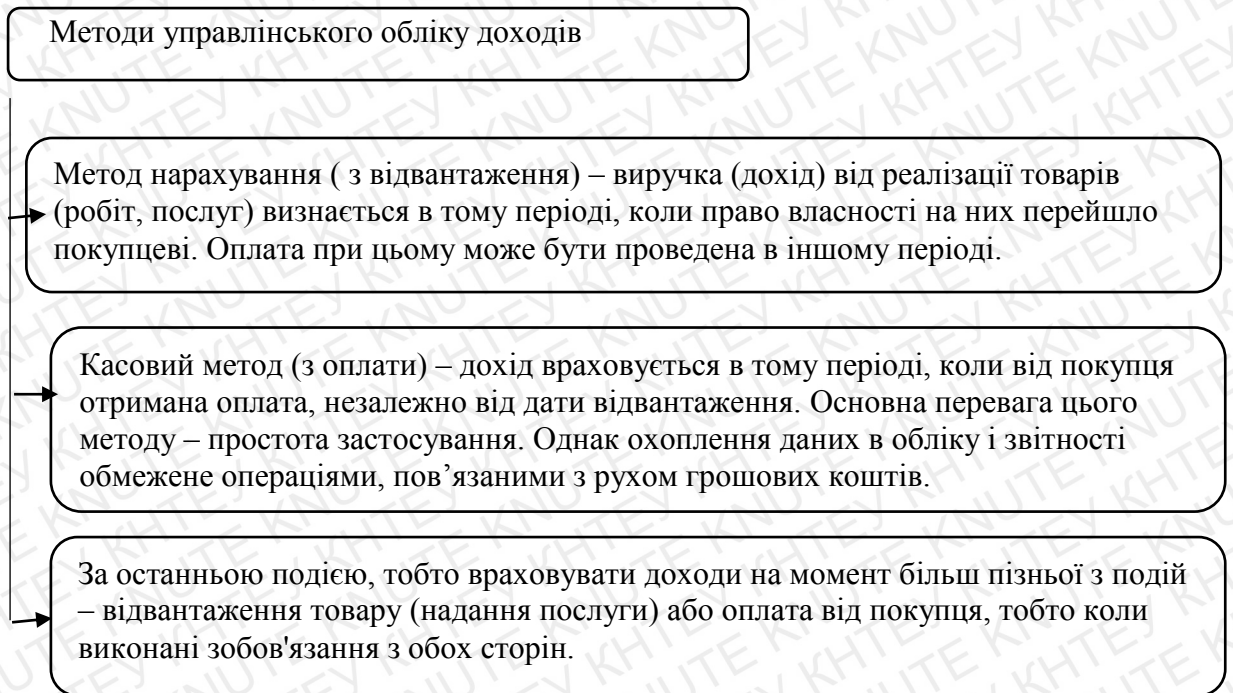 Методи управлінського обліку доходів
Метод нарахування ( з відвантаження) – виручка (дохід) від реалізації товарів
(робіт, послуг) визнається в тому періоді, коли право власності на них перейшло
покупцеві. Оплата при цьому може бути проведена в іншому періоді.
Касовий метод (з оплати) – дохід враховується в тому періоді, коли від покупця
отримана оплата, незалежно від дати відвантаження. Основна перевага цього
методу – простота застосування. Однак охоплення даних в обліку і звітності
обмежене операціями, пов’язаними з рухом грошових коштів.
За останньою подією, тобто враховувати доходи на момент більш пізньої з подій
– відвантаження товару (надання послуги) або оплата від покупця, тобто коли
виконані зобов'язання з обох сторін.